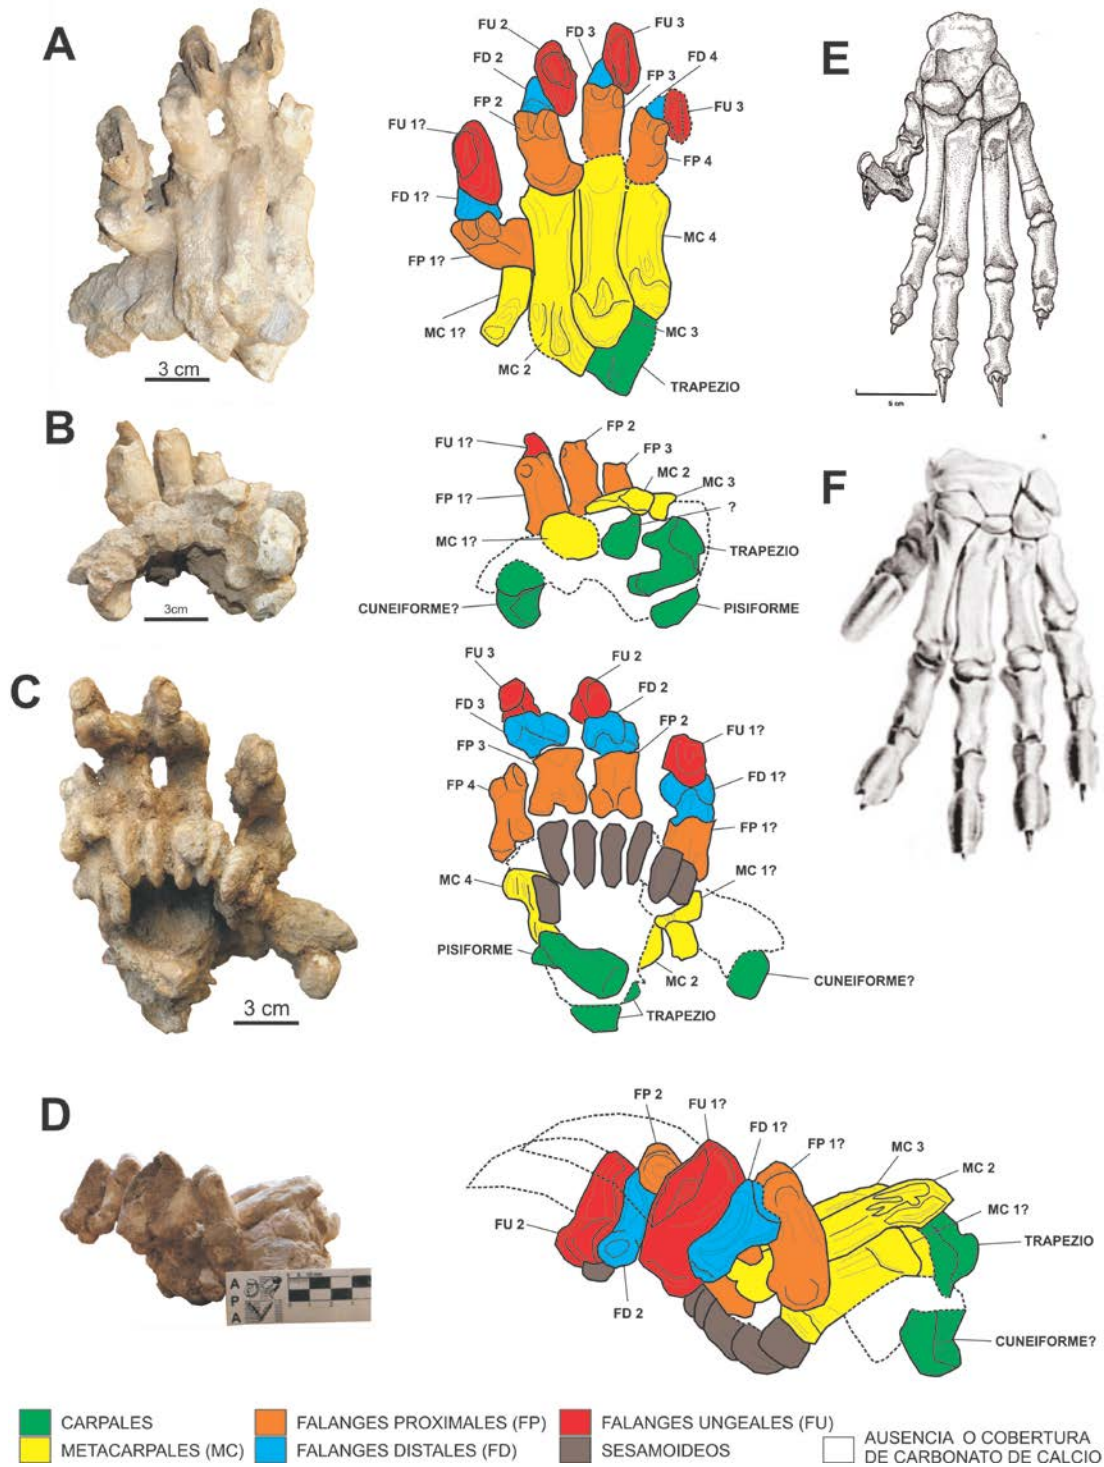 A
FU 2
FD 3
FU 3
FD 2
FD 4
FP 2
FP 3
FU 1?
FU 3
FD 1?
FP 4
FP 1?
MC 4
MC 1?
MC 3
MC 2
TRAPEZIO
3 cm
E
5 cm
B
FP 2
FU 1?
FP 3
MC 2
FP 1?
MC 3
?
MC 1?
TRAPEZIO
CUNEIFORME?
PISIFORME
3cm
F
C
FU 3
FU 2
FD 3
FD 2
FP 3
FP 2
FU 1?
FP 4
FD 1?
FP 1?
MC 4
MC 1?
PISIFORME
MC 2
CUNEIFORME?
TRAPEZIO
3 cm
D
FP 2
FU 1?
FD 1?
FP 1?
MC 3
MC 2
MC 1?
FU 2
TRAPEZIO
FD 2
CUNEIFORME?
A
P
A
CARPALES
FALANGES PROXIMALES (FP)
FALANGES UNGEALES (FU)
AUSENCIA O COBERTURA
METACARPALES (MC)
FALANGES DISTALES (FD)
SESAMOIDEOS
DE CARBONATO DE CALCIO